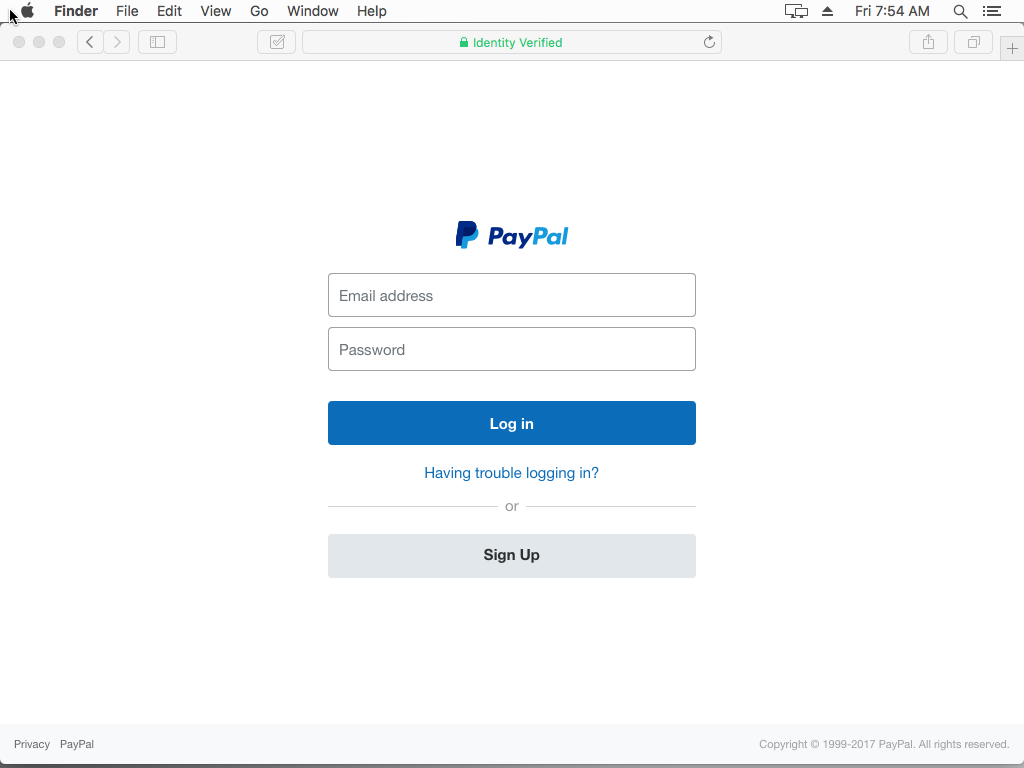 Finder File Edit View Go Window Help Fri 7:54 AM
Identity Verified
PayPal
Email address
Password
Log in
Having trouble logging in?
or
Sign Up
Privacy PayPal Copyright © 1999-2017 PayPal. All rights reserved.